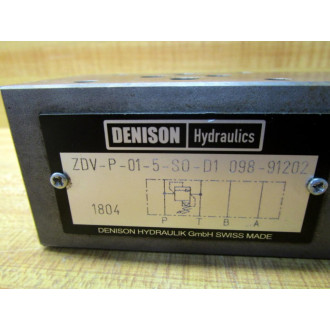 DENISON Hydraulics
ZDV-P-01-5-S0-D1 098-91202
1804
P T B A
DENISON HYDRAULIK GmbH SWISS MADE